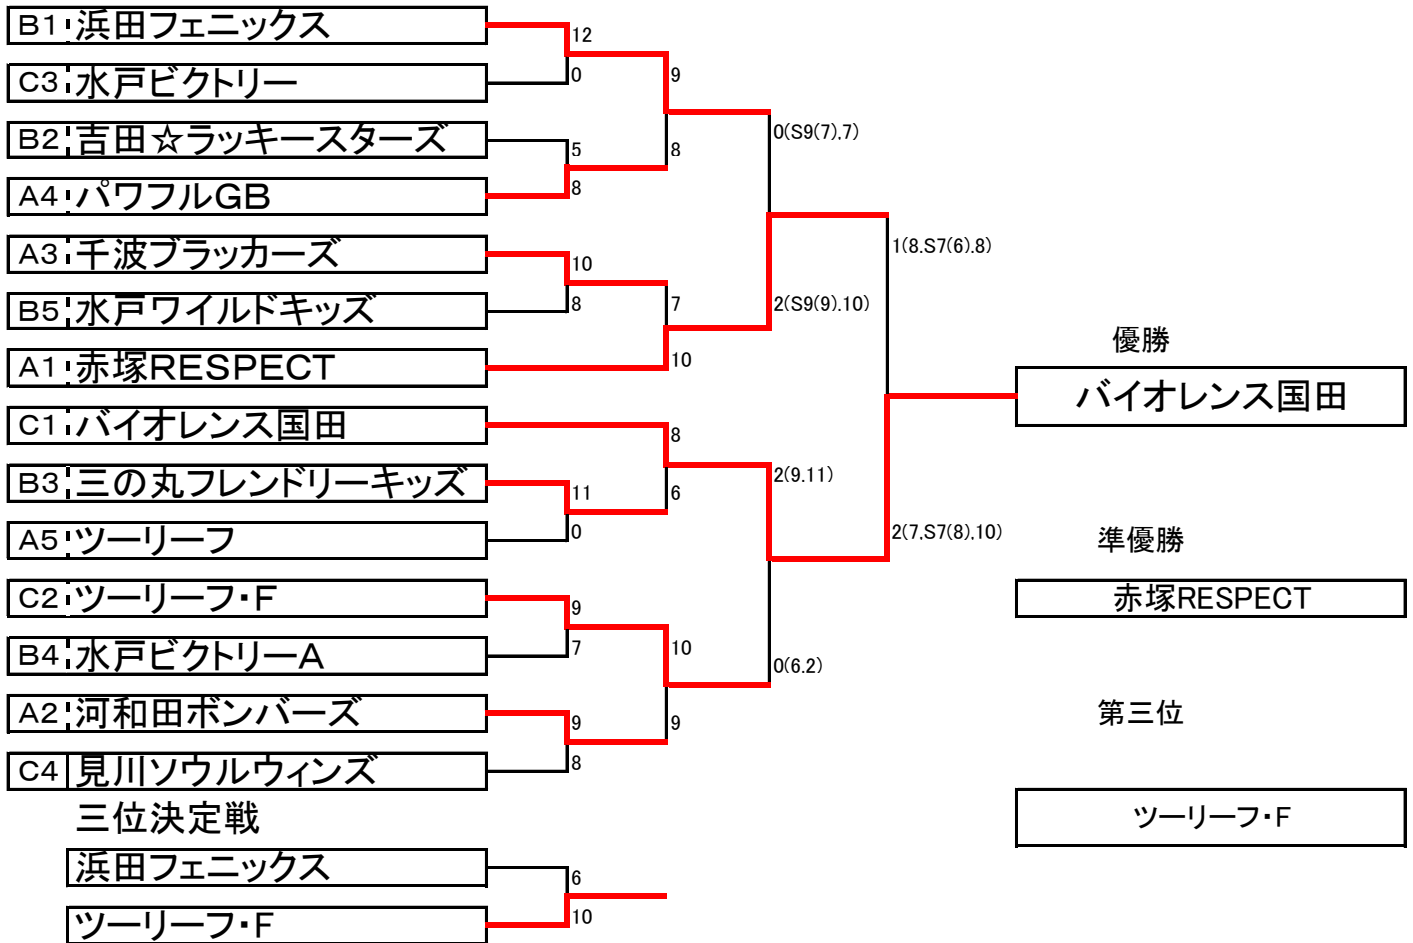 B1 浜田フェニックス
12
C3 水戸ビクトリー
0
9
B2 吉田☆ラッキースターズ
5
8
0(S9(7).7)
A4 パワフルGB
8
A3 千波ブラッカーズ
10
1(8.S7(6).8)
B5 水戸ワイルドキッズ
8
7
2(S9(9).10)
A1 赤塚RESPECT
10
優勝
バイオレンス国田
C1 バイオレンス国田
8
B3 三の丸フレンドリーキッズ
11
6
2(9.11)
A5 ツーリーフ
0
2(7.S7(8).10)
準優勝
赤塚RESPECT
C2 ツーリーフ・F
9
B4 水戸ビクトリーA
7
10
0(6.2)
A2 河和田ボンバーズ
9
9
第三位
C4 見川ソウルウィンズ
8
ツーリーフ・F
三位決定戦
浜田フェニックス
6
ツーリーフ・F
10